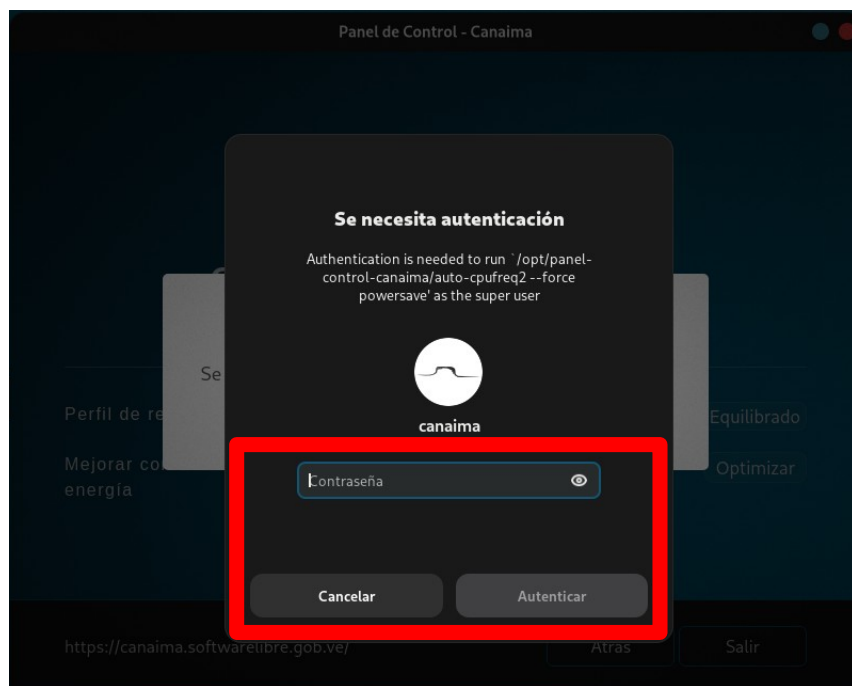 Panel de Control - Canaima
Se necesita autenticación
Authentication is needed to run `/opt/panel-
control-canaima/auto-cpufreq2 --force
powersave' as the super user
Se
canaima
Perfil de re
Equilibrado
Mejorar co
energía
Optimizar
Contraseña
Cancelar
Autenticar
https://canaima.softwarelibre.gob.ve/
Atrás
Salir